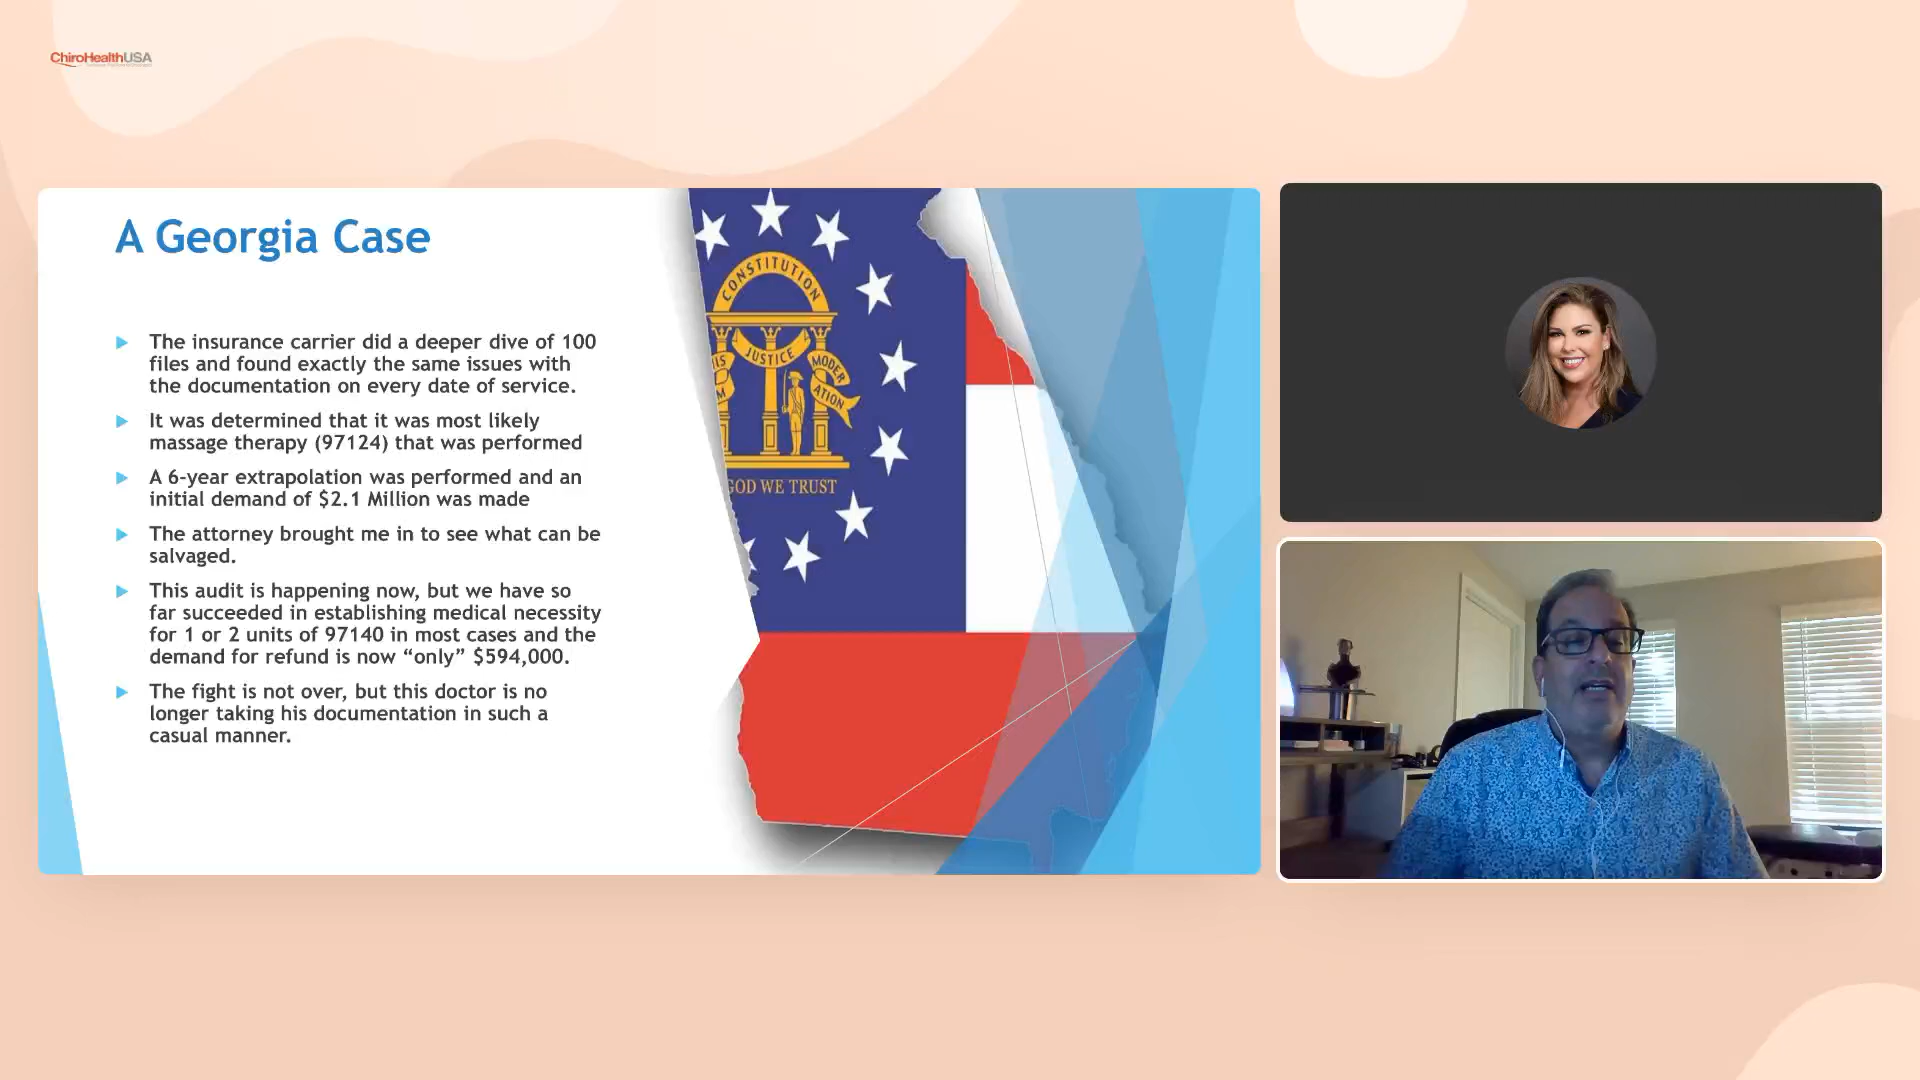 ChiroHealthUSA
A Georgia Case
The insurance carrier did a deeper dive of 100
files and found exactly the same issues with
the documentation on every date of service.
It was determined that it was most likely
massage therapy (97124) that was performed
A 6-year extrapolation was performed and an
initial demand of $2.1 Million was made
The attorney brought me in to see what can be
salvaged.
This audit is happening now, but we have so
far succeeded in establishing medical necessity
for 1 or 2 units of 97140 in most cases and the
demand for refund is now “only” $594,000.
The fight is not over, but this doctor is no
longer taking his documentation in such a
casual manner.
CONSTITUTION
JUSTICE
MODER
ATION
GOD WE TRUST